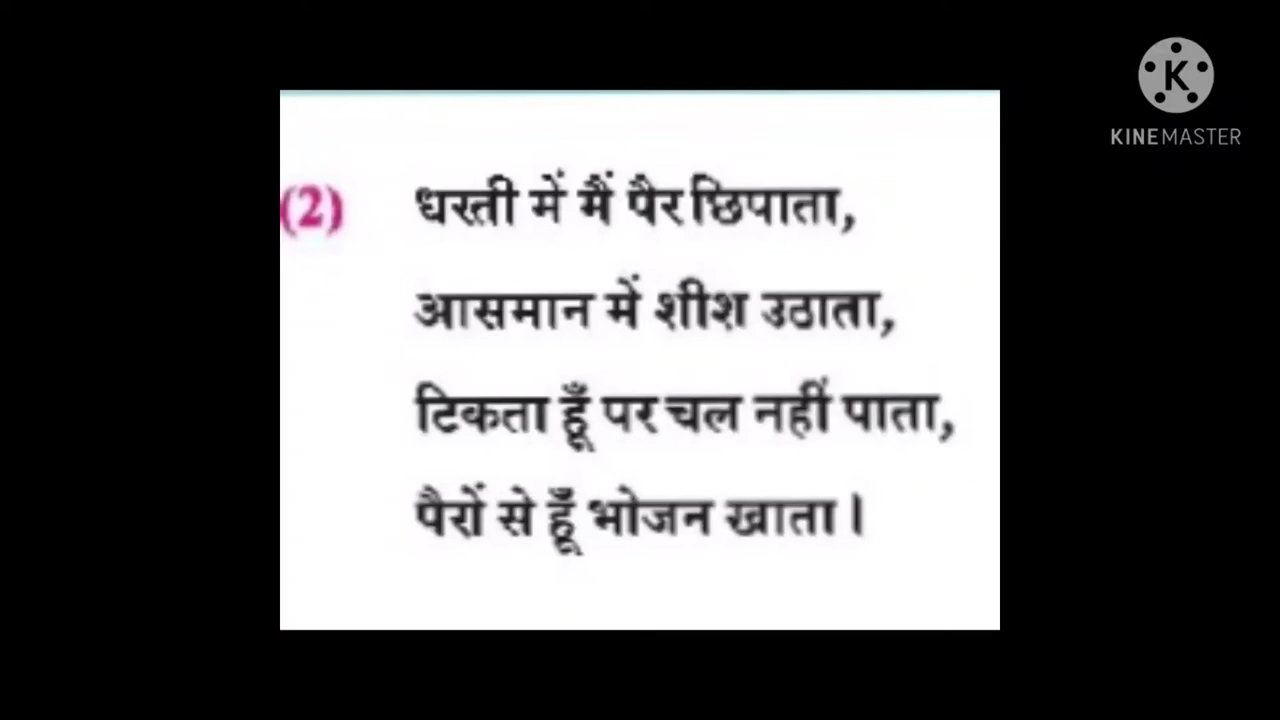 K
KINEMASTER
(2) धरती में मैं पैर छिपाता,
आसमान में शीश उठाता,
टिकता हूँ पर चल नहीं पाता,
पैरों से हूँ भोजन खाता।